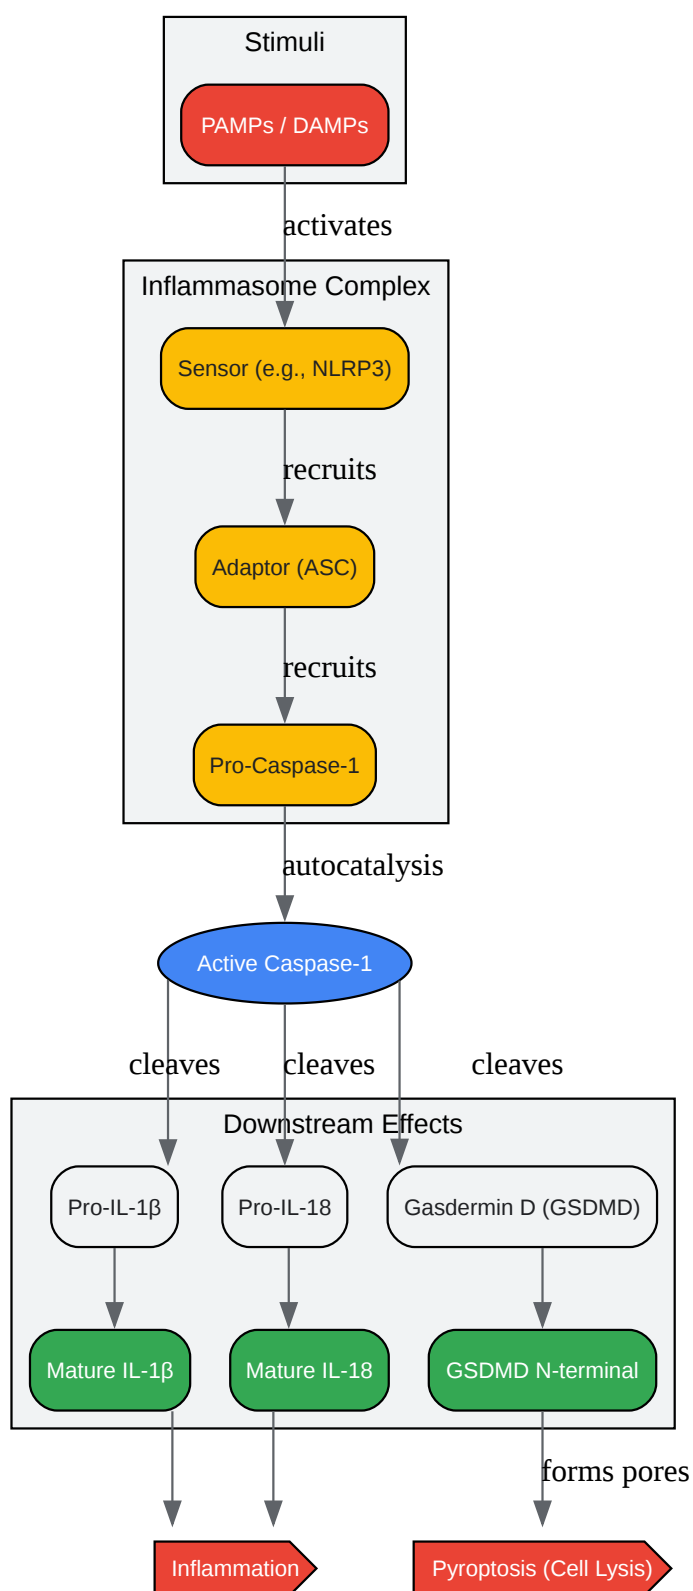 Stimuli
PAMPs / DAMPs
activates
Inflammasome Complex
Sensor (e.g., NLRP3)
recruits
Adaptor (ASC)
recruits
Pro-Caspase-1
autocatalysis
Active Caspase-1
cleaves cleaves cleaves
Downstream Effects
Pro-IL-1β Pro-IL-18 Gasdermin D (GSDMD)
Mature IL-1β Mature IL-18 GSDMD N-terminal
forms pores
Inflammation Pyroptosis (Cell Lysis)